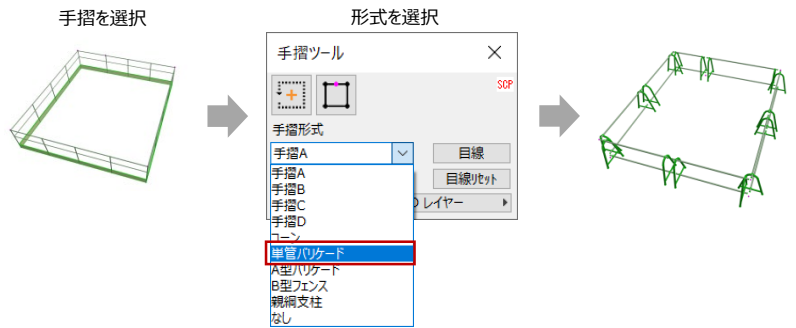 手摺を選択
形式を選択
手摺ツール
SCP
手摺形式
手摺A
目線
手摺A
目線リセット
手摺B
手摺C
レイヤー
手摺D
コーン
単管バリケード
A型バリケード
B型フェンス
親綱支柱
なし